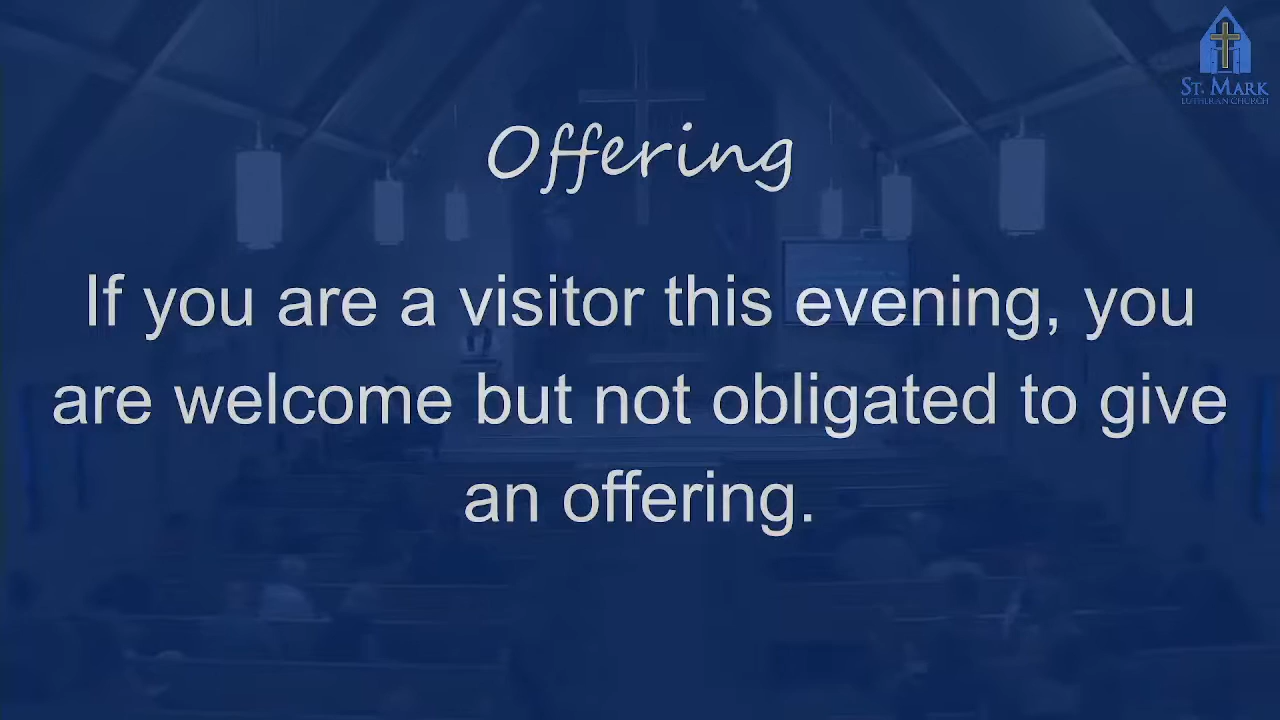 St. Mark
Lutheran Church
Offering
If you are a visitor this evening, you
are welcome but not obligated to give
an offering.